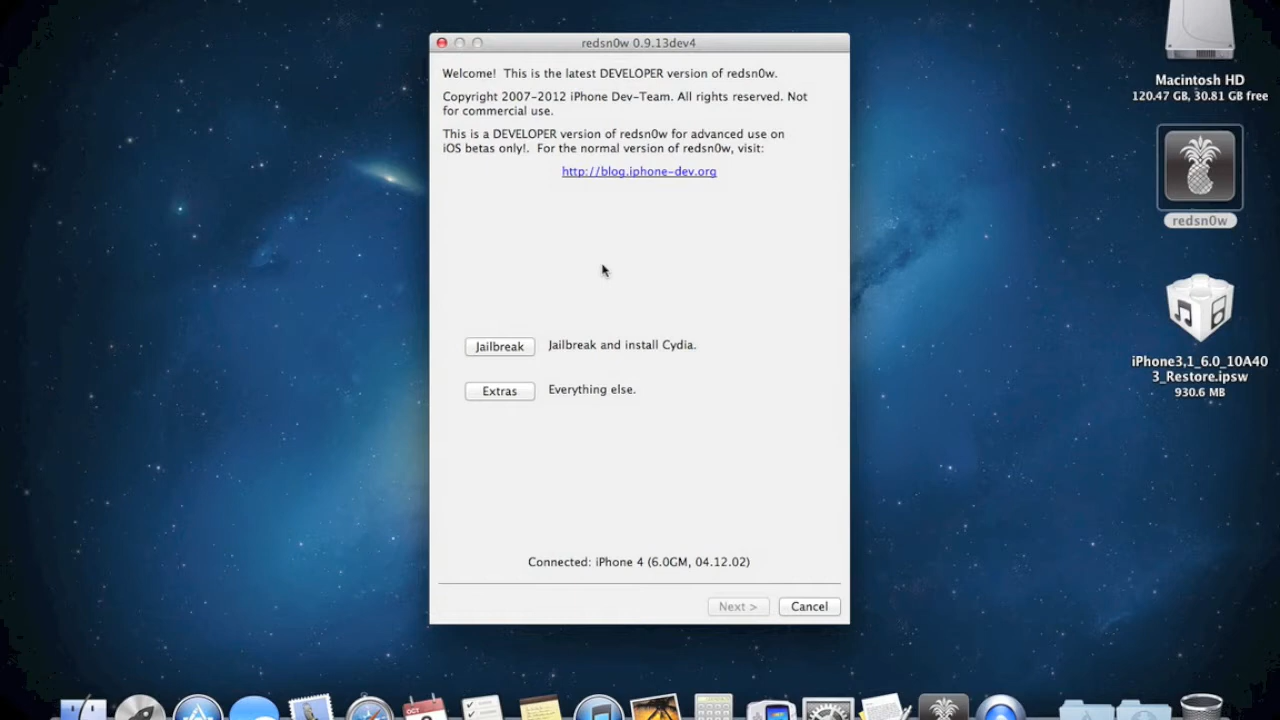 redsn0w 0.9.13dev4
Welcome!  This is the latest DEVELOPER version of redsn0w.
Copyright 2007-2012 iPhone Dev-Team. All rights reserved. Not
for commercial use.
This is a DEVELOPER version of redsn0w for advanced use on
iOS betas only!.  For the normal version of redsn0w, visit:
http://blog.iphone-dev.org
Jailbreak
Jailbreak and install Cydia.
Extras
Everything else.
Connected: iPhone 4 (6.0GM, 04.12.02)
Next >
Cancel
Macintosh HD
120.47 GB, 30.81 GB free
redsn0w
iPhone3,1_6.0_10A40
3_Restore.ipsw
930.6 MB
OCT